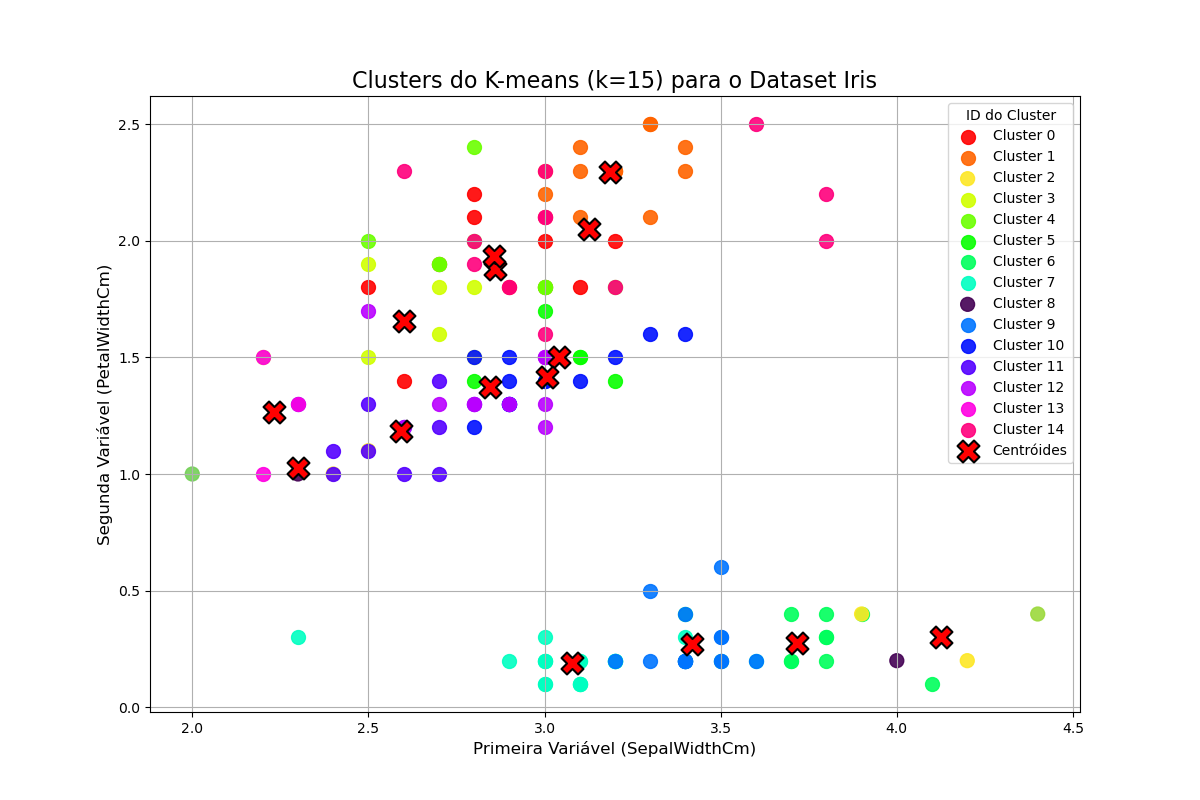 Clusters do K-means (k=15) para o Dataset Iris
ID do Cluster
Cluster 0
Cluster 1
Cluster 2
Cluster 3
Cluster 4
Cluster 5
Cluster 6
Cluster 7
Cluster 8
Cluster 9
Cluster 10
Cluster 11
Cluster 12
Cluster 13
Cluster 14
Centróides
Segunda Variável (PetalWidthCm)
2.5
2.0
1.5
1.0
0.5
0.0
2.0 2.5 3.0 3.5 4.0 4.5
Primeira Variável (SepalWidthCm)